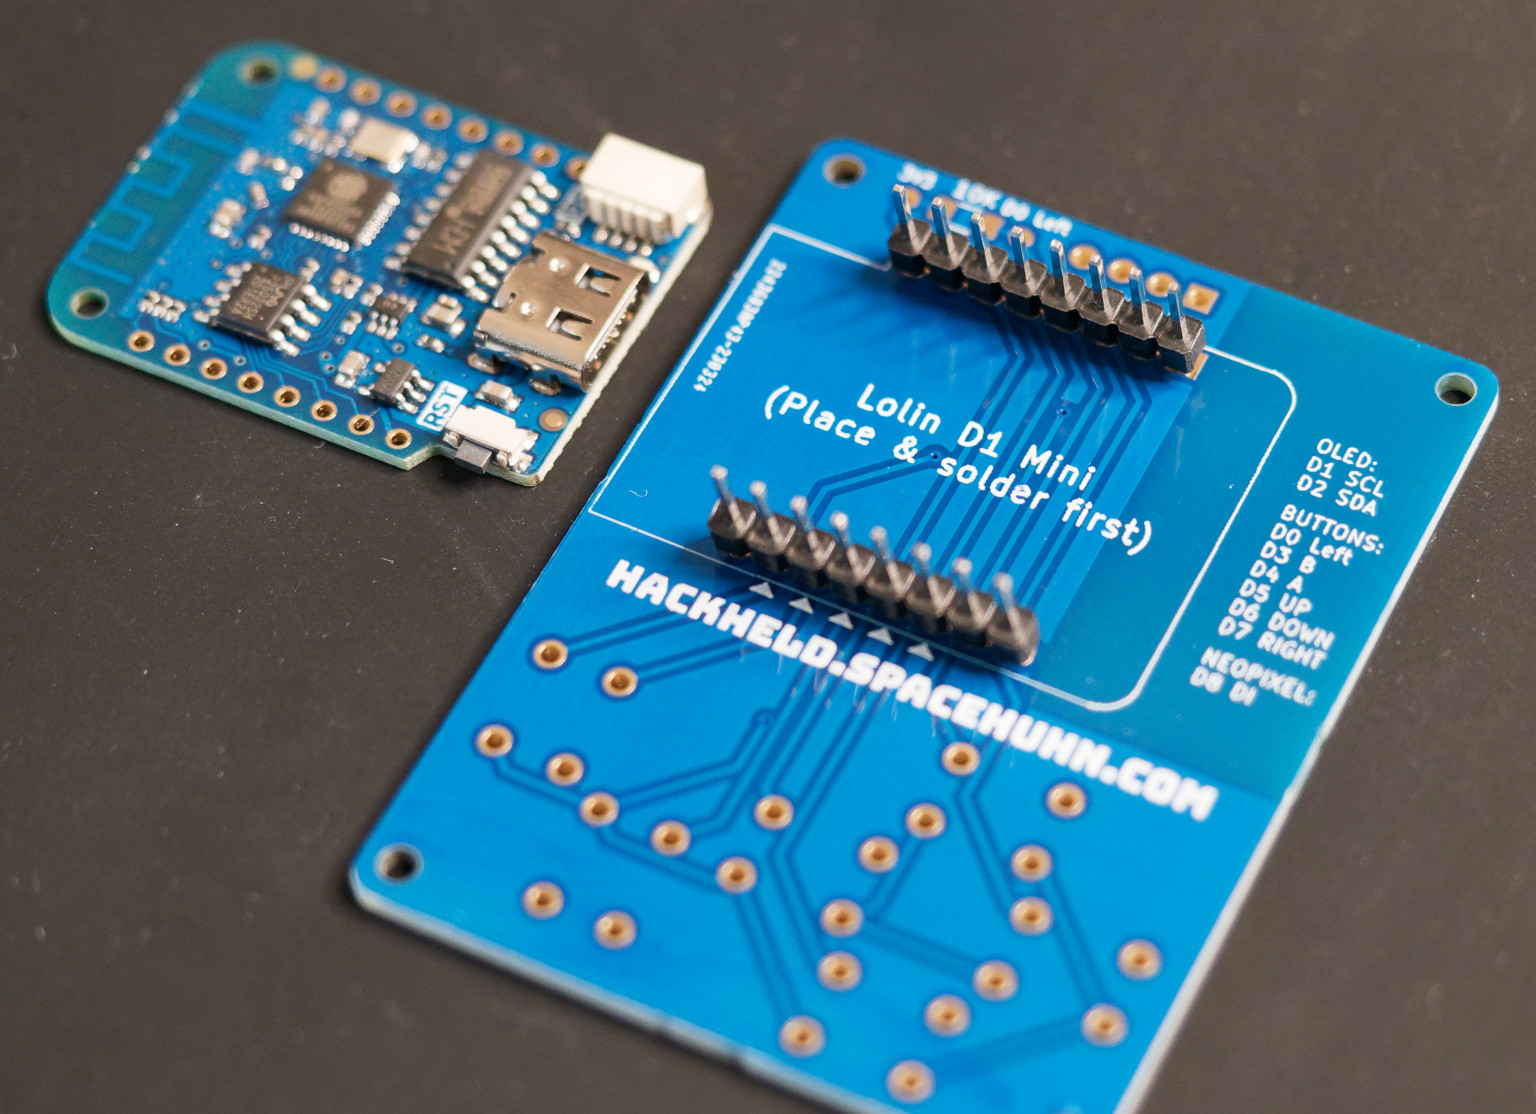 RST
3V3 10K D0 Left
Lolin D1 Mini
(Place & solder first)
HACKHELD.SPACEHUHN.COM
OLED:
D1 SCL
D2 SDA
BUTTONS:
D0 Left
D3 B
D4 A
D5 UP
D6 DOWN
D7 RIGHT
NEOPIXEL:
D8 DI